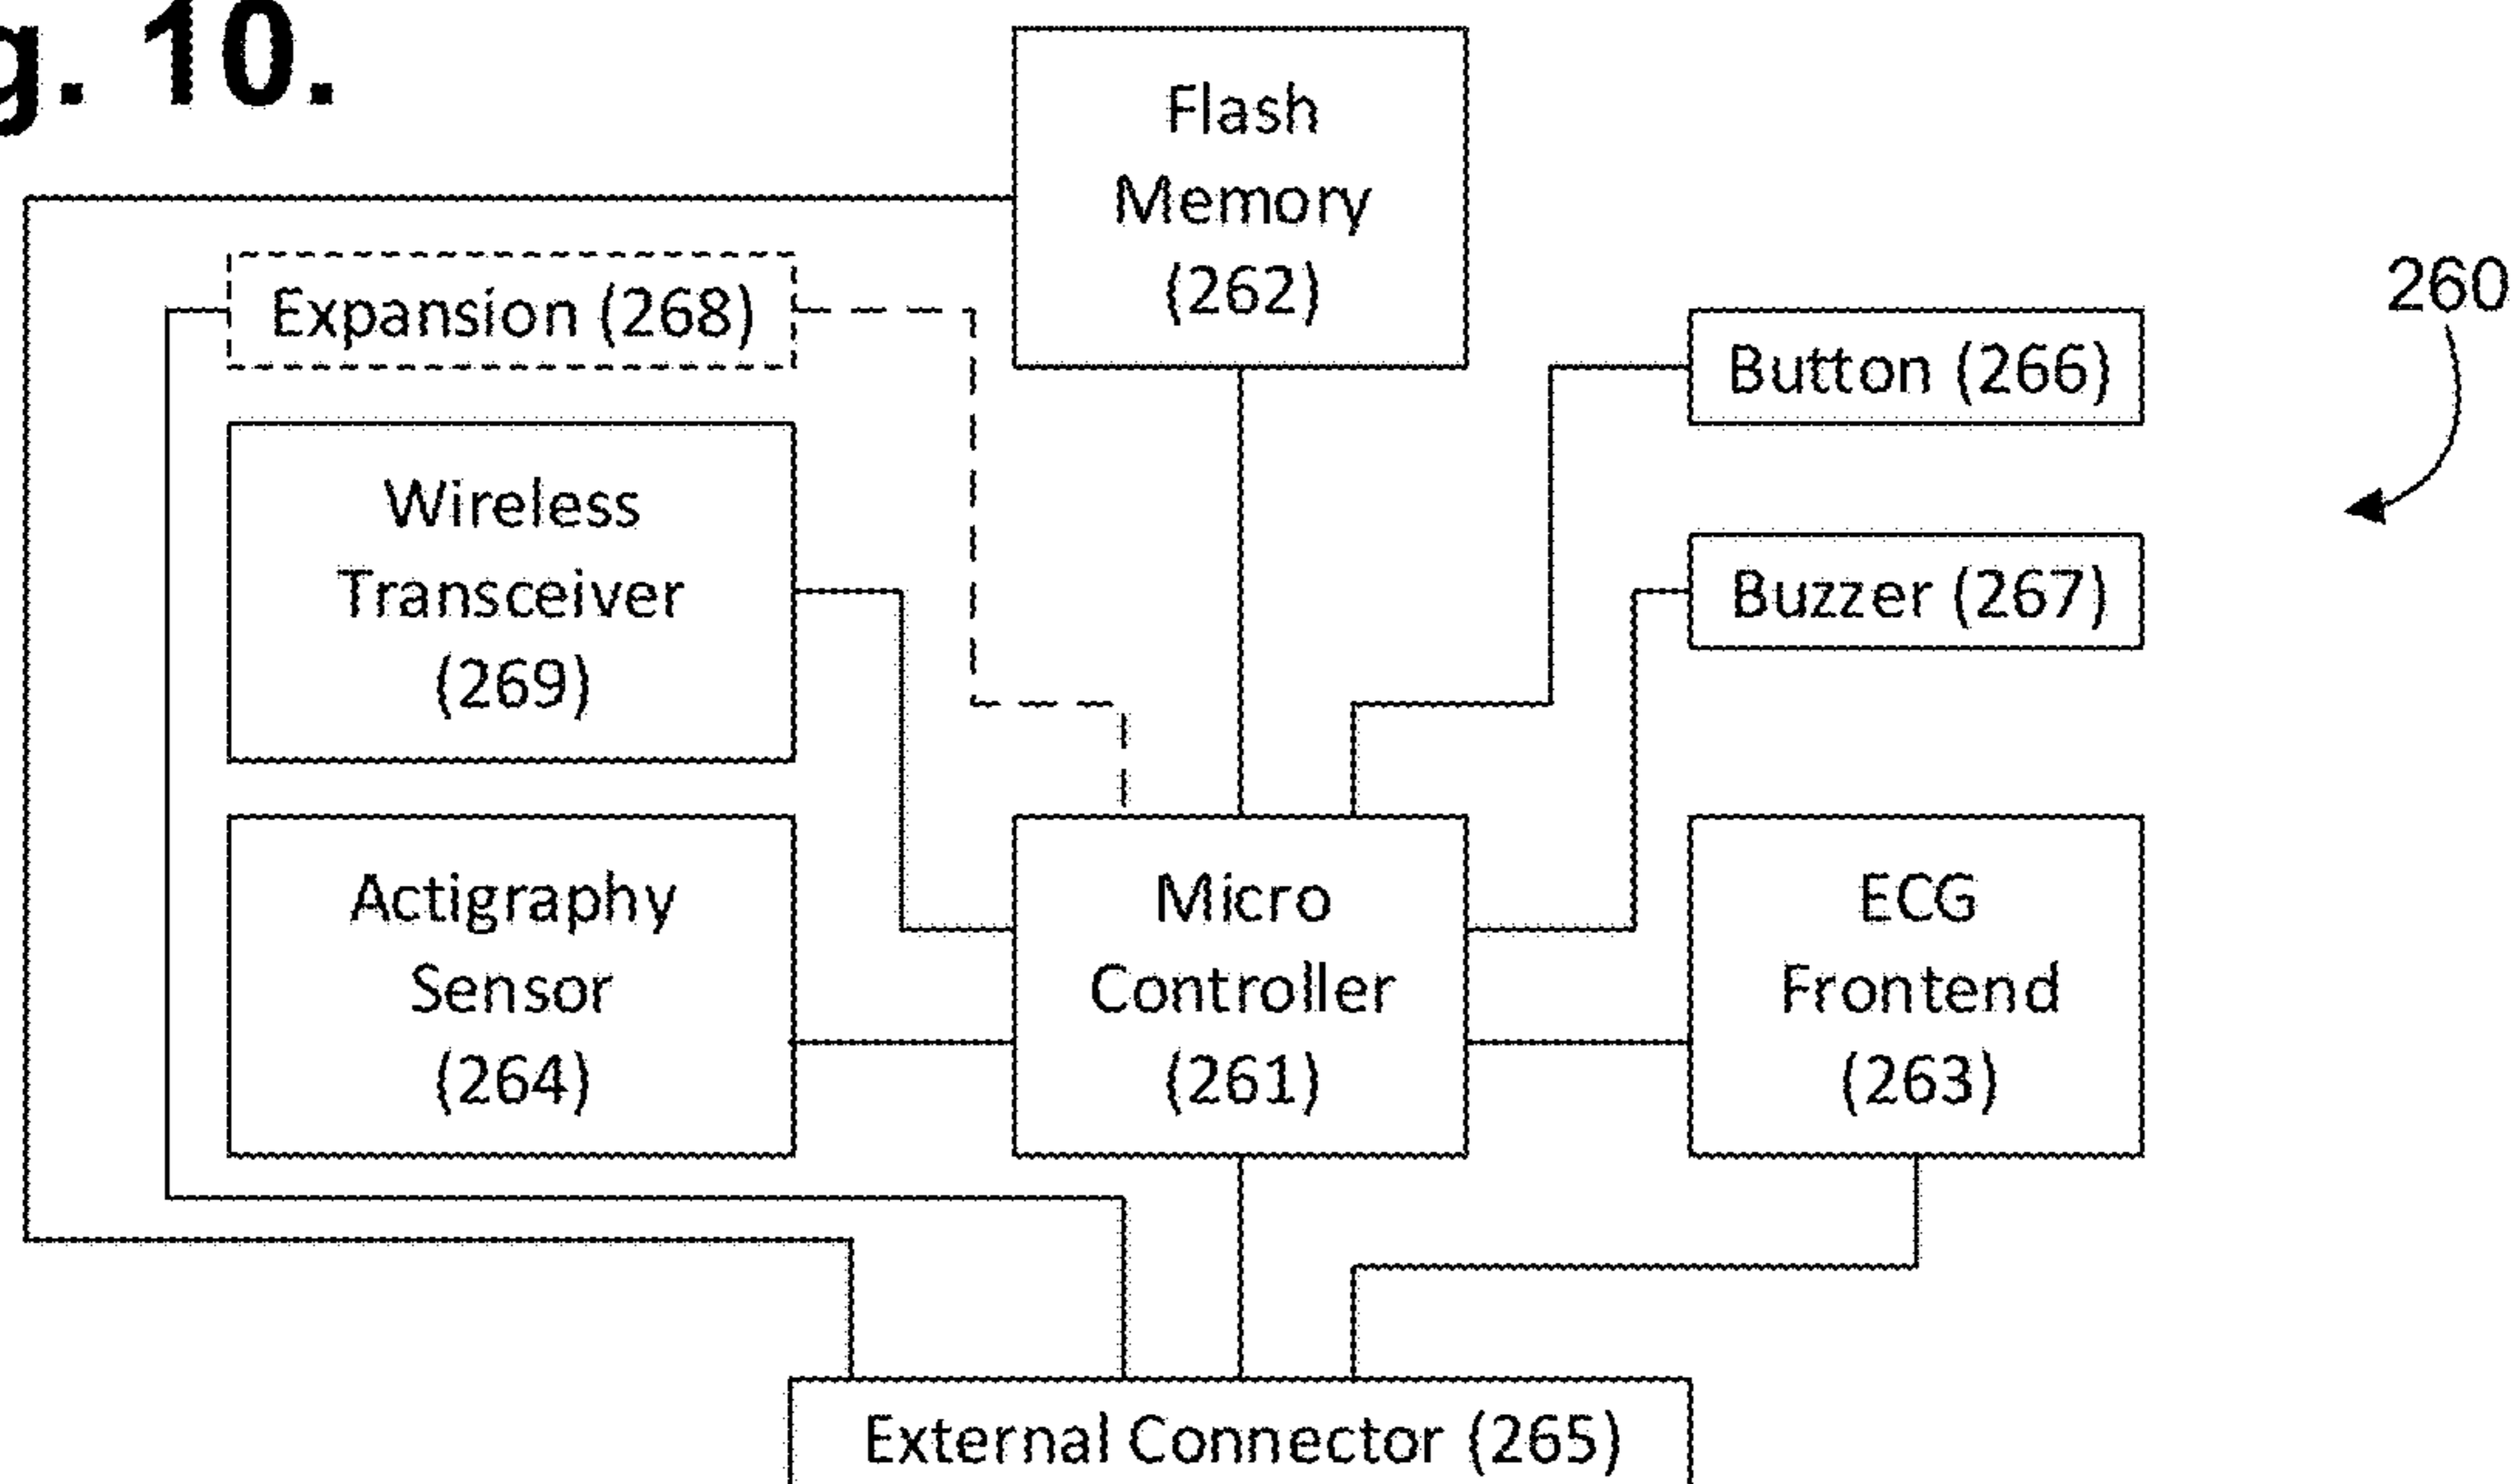 g. 10.
Flash
Memory
(262)
Expansion (268)
260
Button (266)
Wireless
Transceiver
(269)
Buzzer (267)
Actigraphy
Sensor
(264)
Micro
Controller
(261)
ECG
Frontend
(263)
External Connector (265)